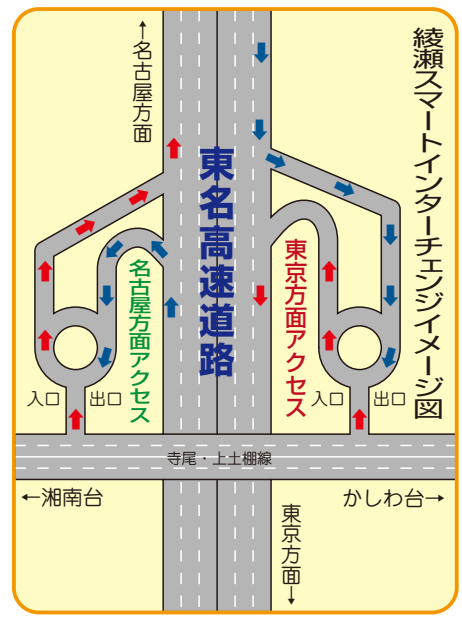 綾瀬スマートインターチェンジイメージ図
↑名古屋方面
東名高速道路
東京方面アクセス
名古屋方面アクセス
入口
出口
入口
出口
寺尾・上土棚線
←湘南台
かしわ台→
東京方面↓